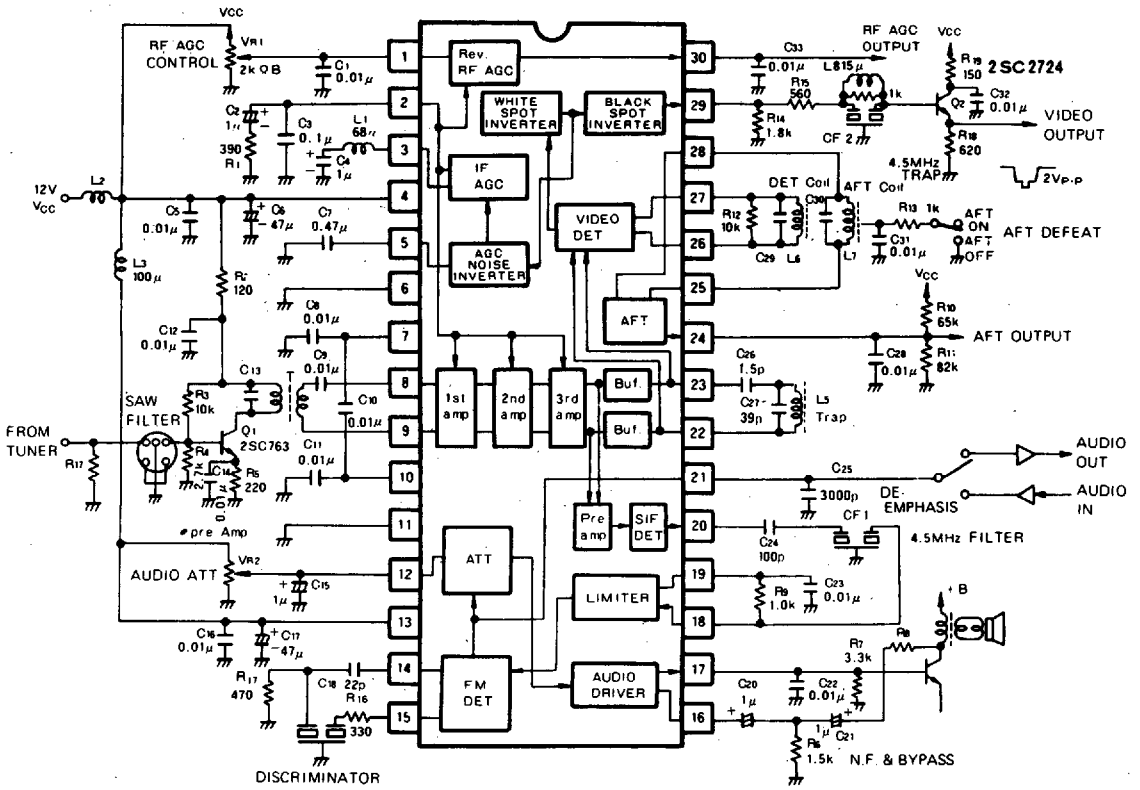 VCC
RF AGC
CONTROL
VR1
2k ΩB
C1
0.01μ
C2
1μ
+
-
390
R1
C3
0.1μ
L1
68μ
+
-
C4
1μ
12V
VCC
L2
C5
0.01μ
C6
+
-47μ
C7
0.47μ
L3
100μ
R2
120
C12
0.01μ
C8
0.01μ
C9
0.01μ
C13
T
R3
10k
SAW
FILTER
FROM
TUNER
R17
Q1
2SC763
R4
2.7k
C14
0.01μ
R5
220
C10
0.01μ
C11
0.01μ
pre Amp
AUDIO ATT
VR2
+
1μ
C15
C16
0.01μ
+
C17
-47μ
R17
470
C18
22p
R16
330
DISCRIMINATOR
1
2
3
4
5
6
7
8
9
10
11
12
13
14
15
Rev.
RF AGC
WHITE
SPOT
INVERTER
BLACK
SPOT
INVERTER
IF
AGC
VIDEO
DET
AGC
NOISE
INVERTER
AFT
1st
amp
2nd
amp
3rd
amp
Buf.
Buf.
Pre
amp
SIF
DET
ATT
LIMITER
FM
DET
AUDIO
DRIVER
30
29
28
27
26
25
24
23
22
21
20
19
18
17
16
C33
0.01μ
RF AGC
OUTPUT
VCC
L815μ
R15
560
1k
R14
1.8k
CF 2
R19
150
2SC2724
Q2
C32
0.01μ
VIDEO
OUTPUT
R18
620
4.5MHz
TRAP
2VP-P
DET
Coil
AFT Coil
R12
10k
C30
C29
L6
L7
R13
1k
C31
0.01μ
AFT
ON
AFT
OFF
AFT DEFEAT
VCC
R10
65k
AFT OUTPUT
C28
0.01μ
R11
82k
C26
1.5p
C27
39p
L5
Trap
C25
3000p
DE-
EMPHASIS
AUDIO
OUT
AUDIO
IN
C24
100p
CF 1
4.5MHz FILTER
R9
1.0k
C23
0.01μ
+ B
R8
R7
3.3k
C20
1μ
+
C22
0.01μ
1μ
+
C21
R6
1.5k
N.F. & BYPASS